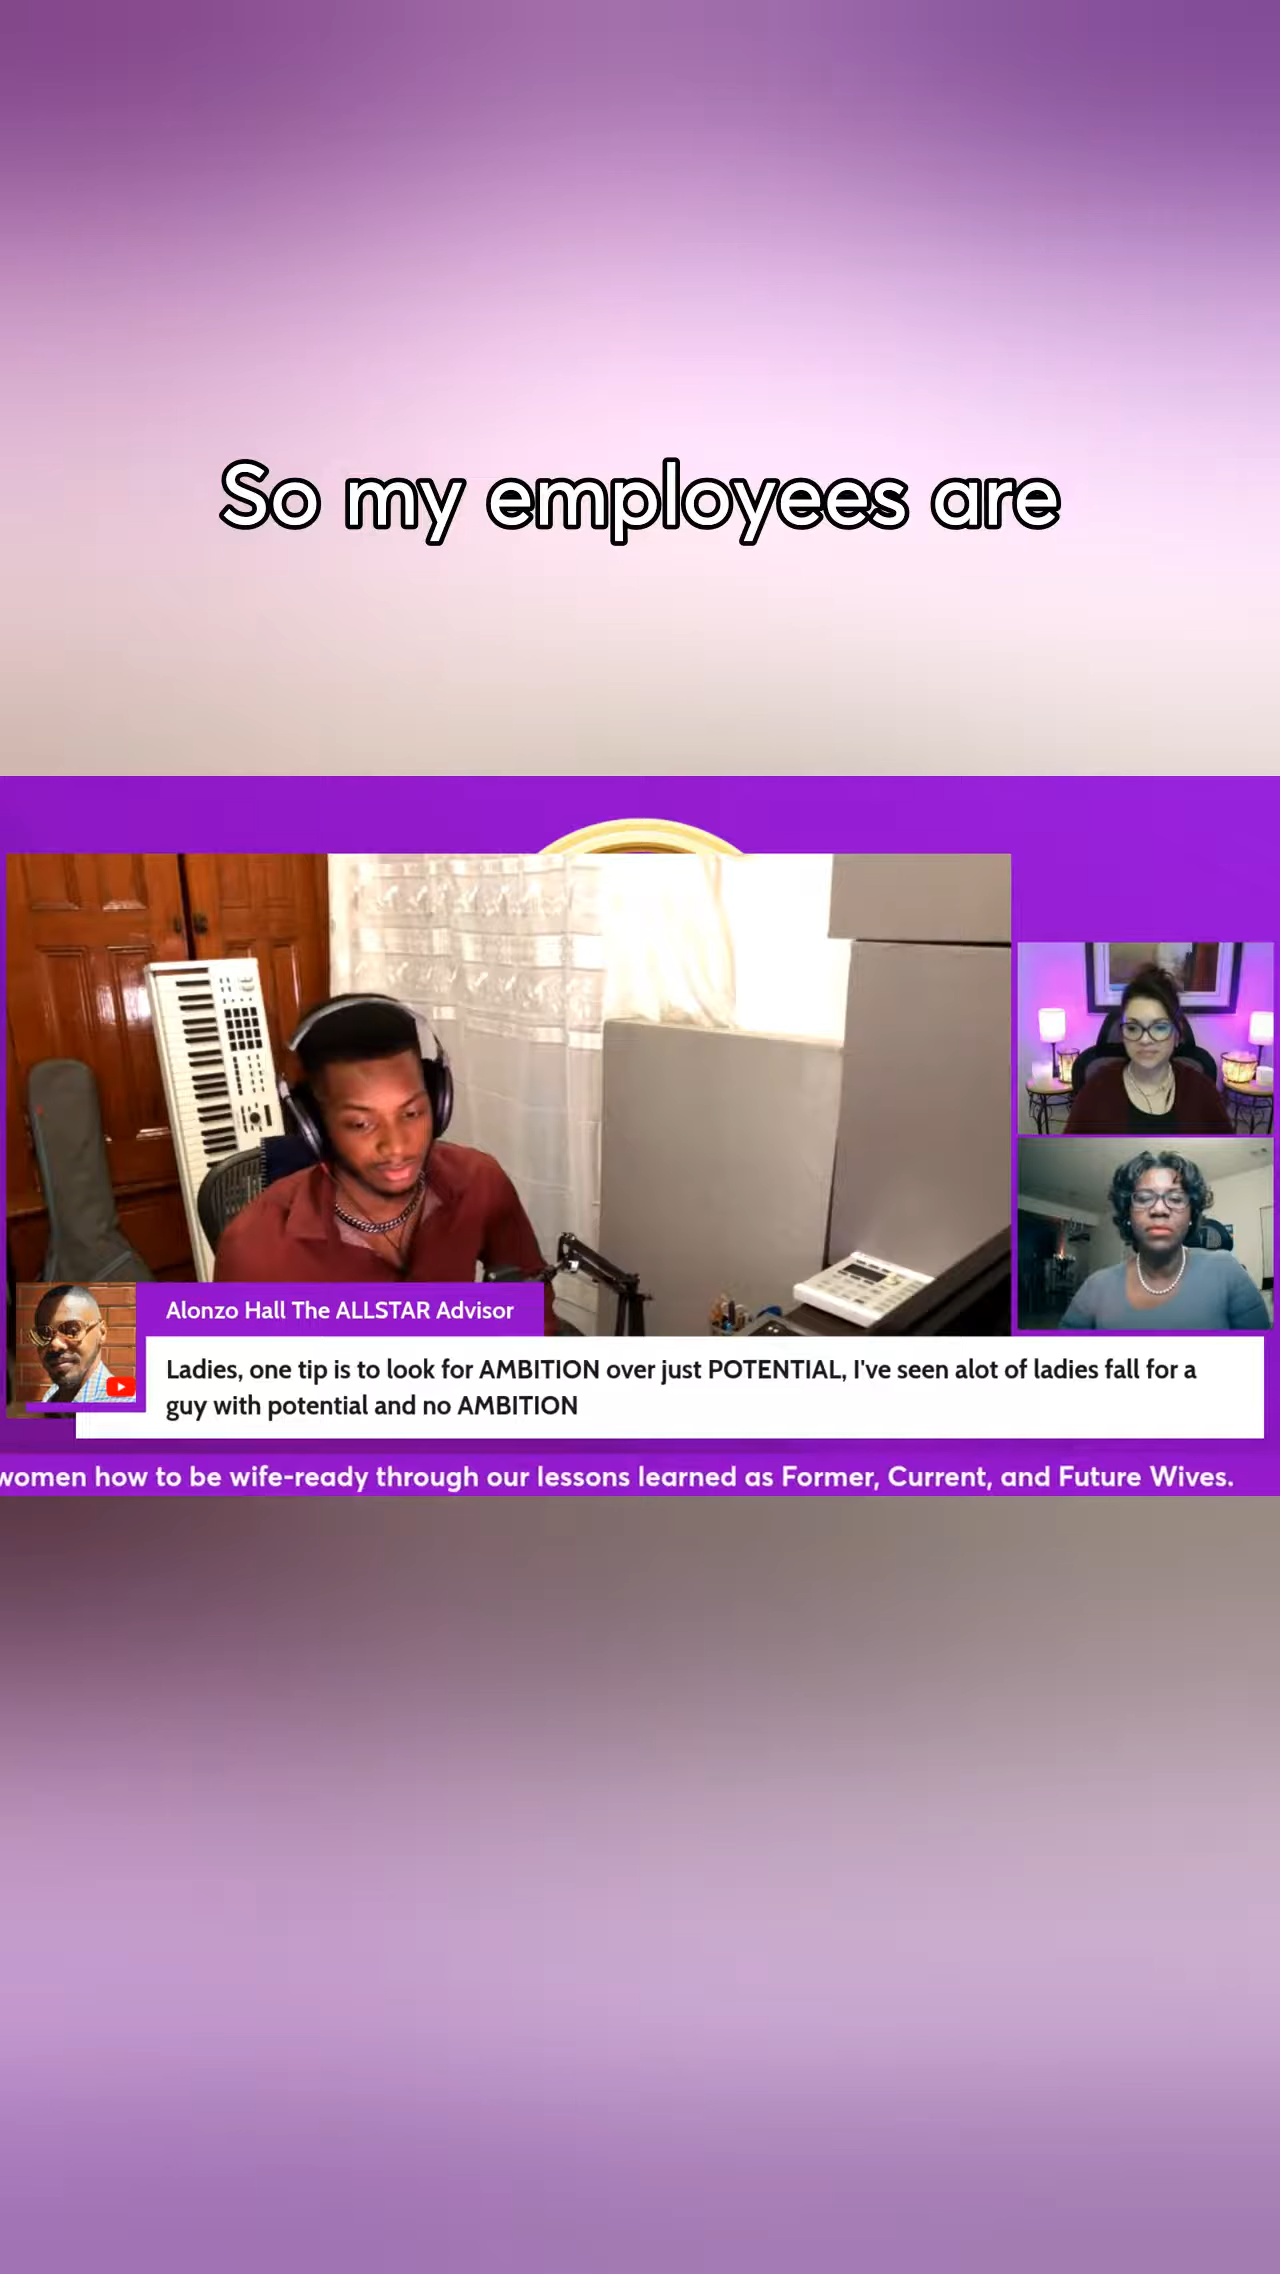 So my employees are
Alonzo Hall The ALLSTAR Advisor
Ladies, one tip is to look for AMBITION over just POTENTIAL, I've seen alot of ladies fall for a
guy with potential and no AMBITION
women how to be wife-ready through our lessons learned as Former, Current, and Future Wives.